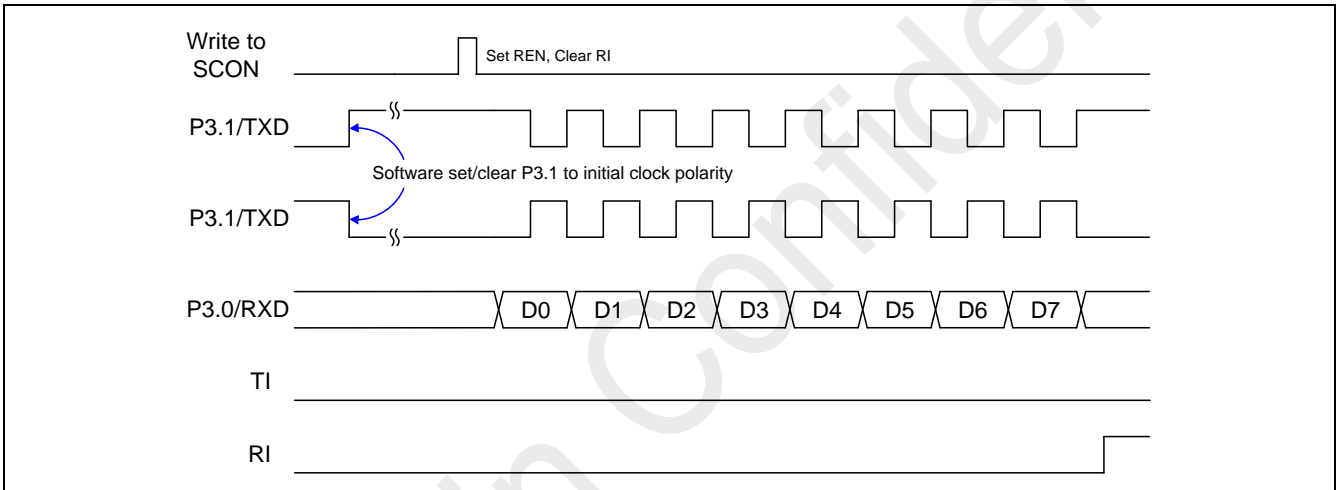 Write to
SCON
Set REN, Clear RI
P3.1/TXD
Software set/clear P3.1 to initial clock polarity
P3.1/TXD
P3.0/RXD D0 D1 D2 D3 D4 D5 D6 D7
TI
RI